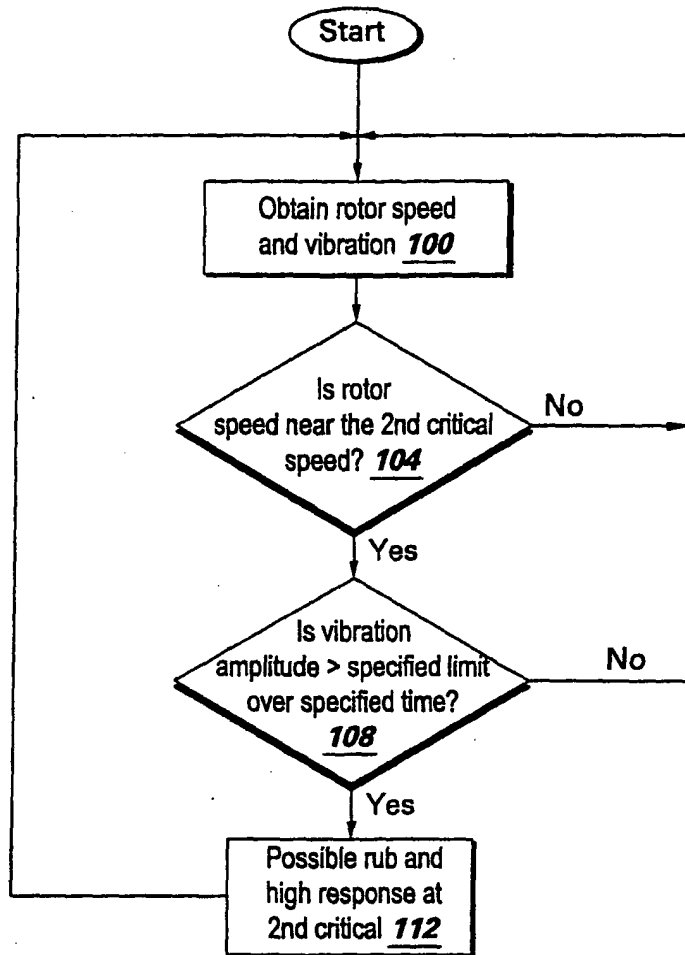 Start
Obtain rotor speed
and vibration 100
Is rotor
speed near the 2nd critical
speed? 104
No
Yes
Is vibration
amplitude > specified limit
over specified time?
108
No
Yes
Possible rub and
high response at
2nd critical 112